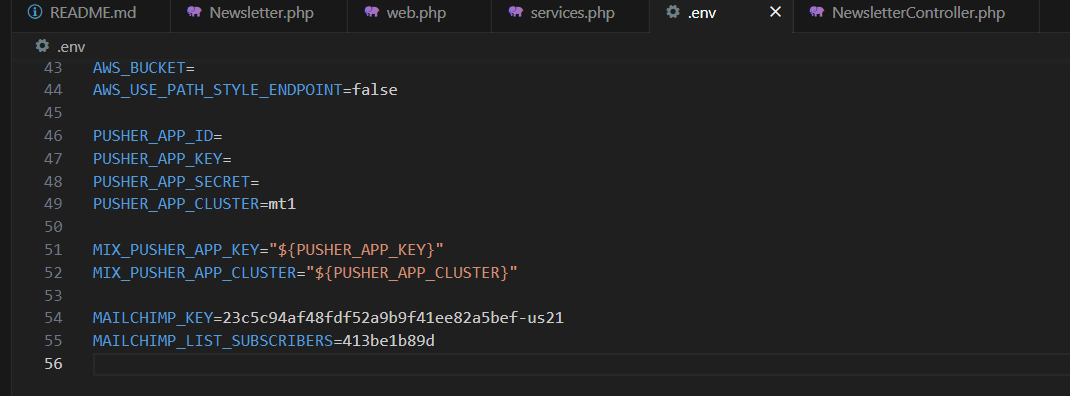 README.md Newsletter.php web.php services.php .env NewsletterController.php
.env
43 AWS_BUCKET=
44 AWS_USE_PATH_STYLE_ENDPOINT=false
45
46 PUSHER_APP_ID=
47 PUSHER_APP_KEY=
48 PUSHER_APP_SECRET=
49 PUSHER_APP_CLUSTER=mt1
50
51 MIX_PUSHER_APP_KEY="${PUSHER_APP_KEY}"
52 MIX_PUSHER_APP_CLUSTER="${PUSHER_APP_CLUSTER}"
53
54 MAILCHIMP_KEY=23c5c94af48fdf52a9b9f41ee82a5bef-us21
55 MAILCHIMP_LIST_SUBSCRIBERS=413be1b89d
56